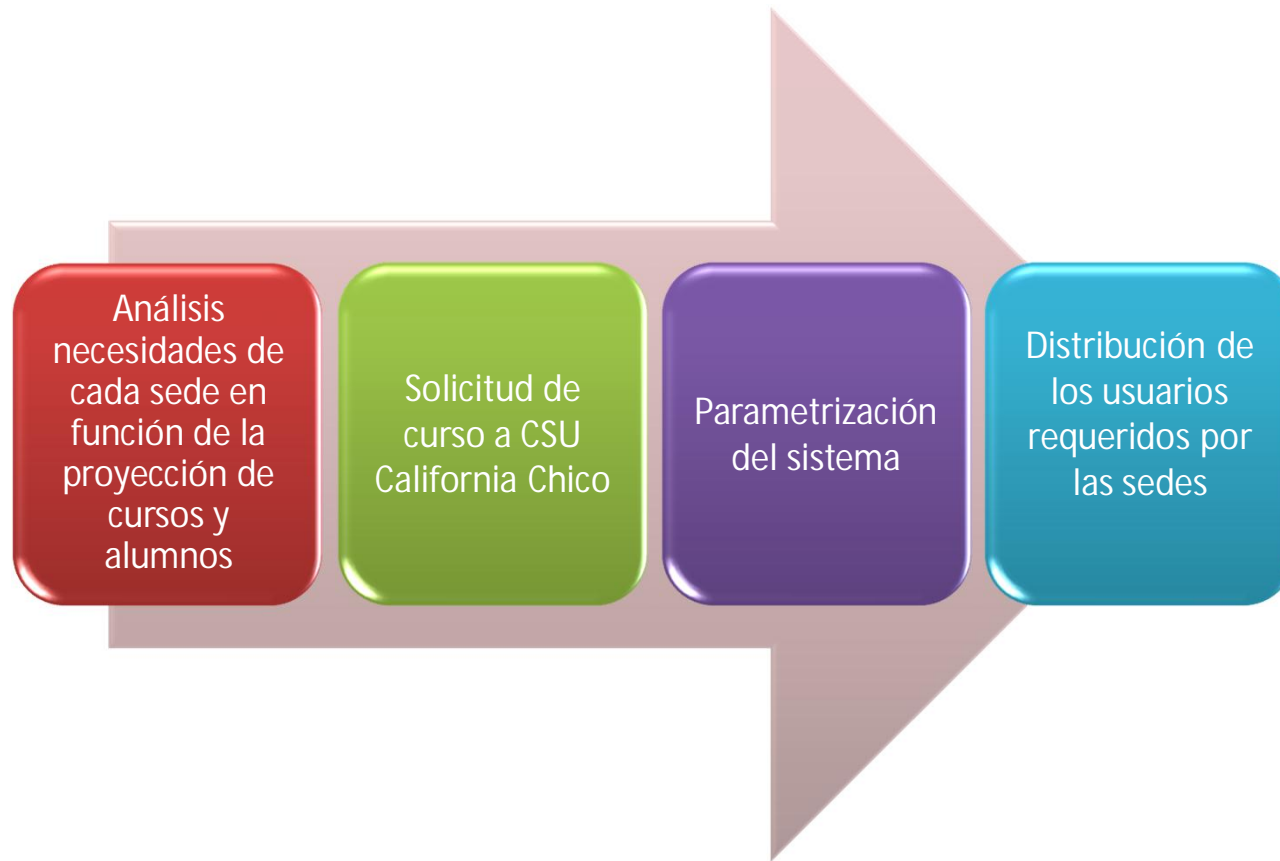 Análisis
necesidades de
cada sede en
función de la
proyección de
cursos y
alumnos
Solicitud de
curso a CSU
California Chico
Parametrización
del sistema
Distribución de
los usuarios
requeridos por
las sedes